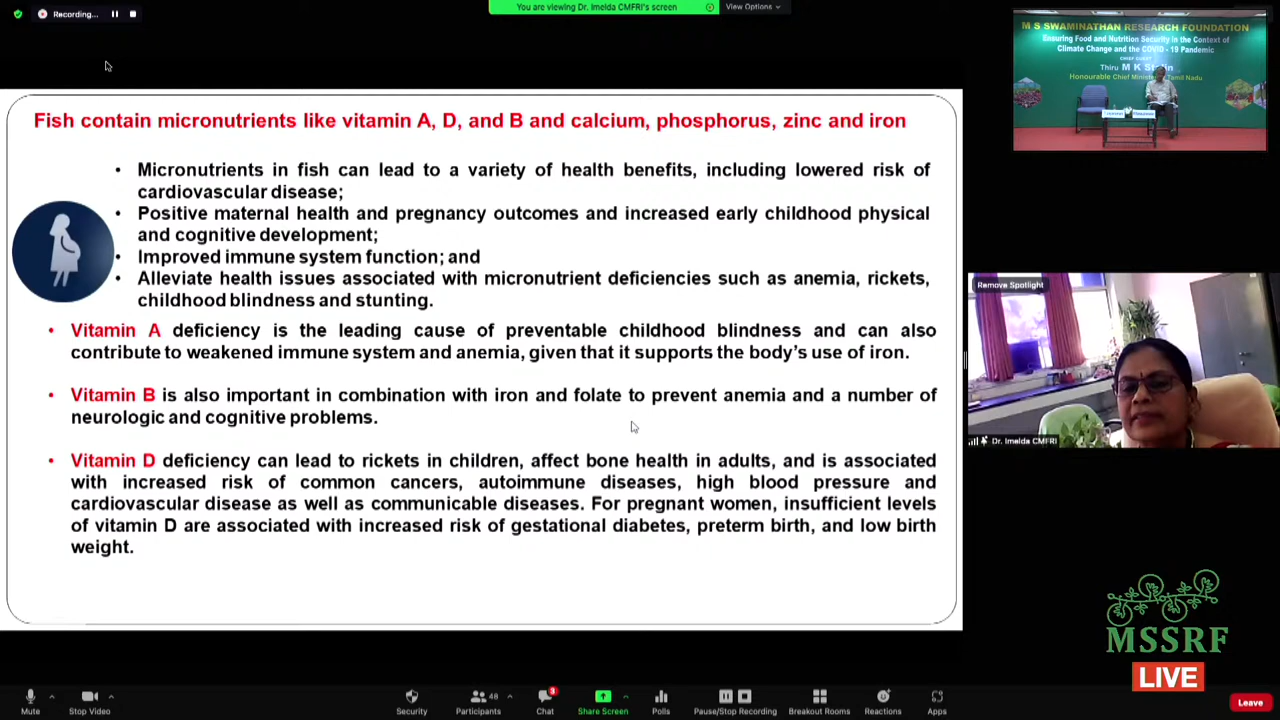 Recording...
You are viewing Dr. Imelda CMFRI's screen
View Options
M S SWAMINATHAN RESEARCH FOUNDATION
Ensuring Food and Nutrition Security in the Context of
Climate Change and the COVID - 19 Pandemic
CHIEF GUEST
Thiru M K Stalin
Honourable Chief Minister Tamil Nadu
Fish contain micronutrients like vitamin A, D, and B and calcium, phosphorus, zinc and iron
• Micronutrients in fish can lead to a variety of health benefits, including lowered risk of
cardiovascular disease;
• Positive maternal health and pregnancy outcomes and increased early childhood physical
and cognitive development;
• Improved immune system function; and
• Alleviate health issues associated with micronutrient deficiencies such as anemia, rickets,
childhood blindness and stunting.
• Vitamin A deficiency is the leading cause of preventable childhood blindness and can also
contribute to weakened immune system and anemia, given that it supports the body's use of iron.
• Vitamin B is also important in combination with iron and folate to prevent anemia and a number of
neurologic and cognitive problems.
• Vitamin D deficiency can lead to rickets in children, affect bone health in adults, and is associated
with increased risk of common cancers, autoimmune diseases, high blood pressure and
cardiovascular disease as well as communicable diseases. For pregnant women, insufficient levels
of vitamin D are associated with increased risk of gestational diabetes, preterm birth, and low birth
weight.
Remove Spotlight
Dr. Imelda CMFRI
MSSRF
LIVE
Mute
Stop Video
Security
48
Participants
Chat
Share Screen
Polls
Pause/Stop Recording
Breakout Rooms
Reactions
Apps
Leave